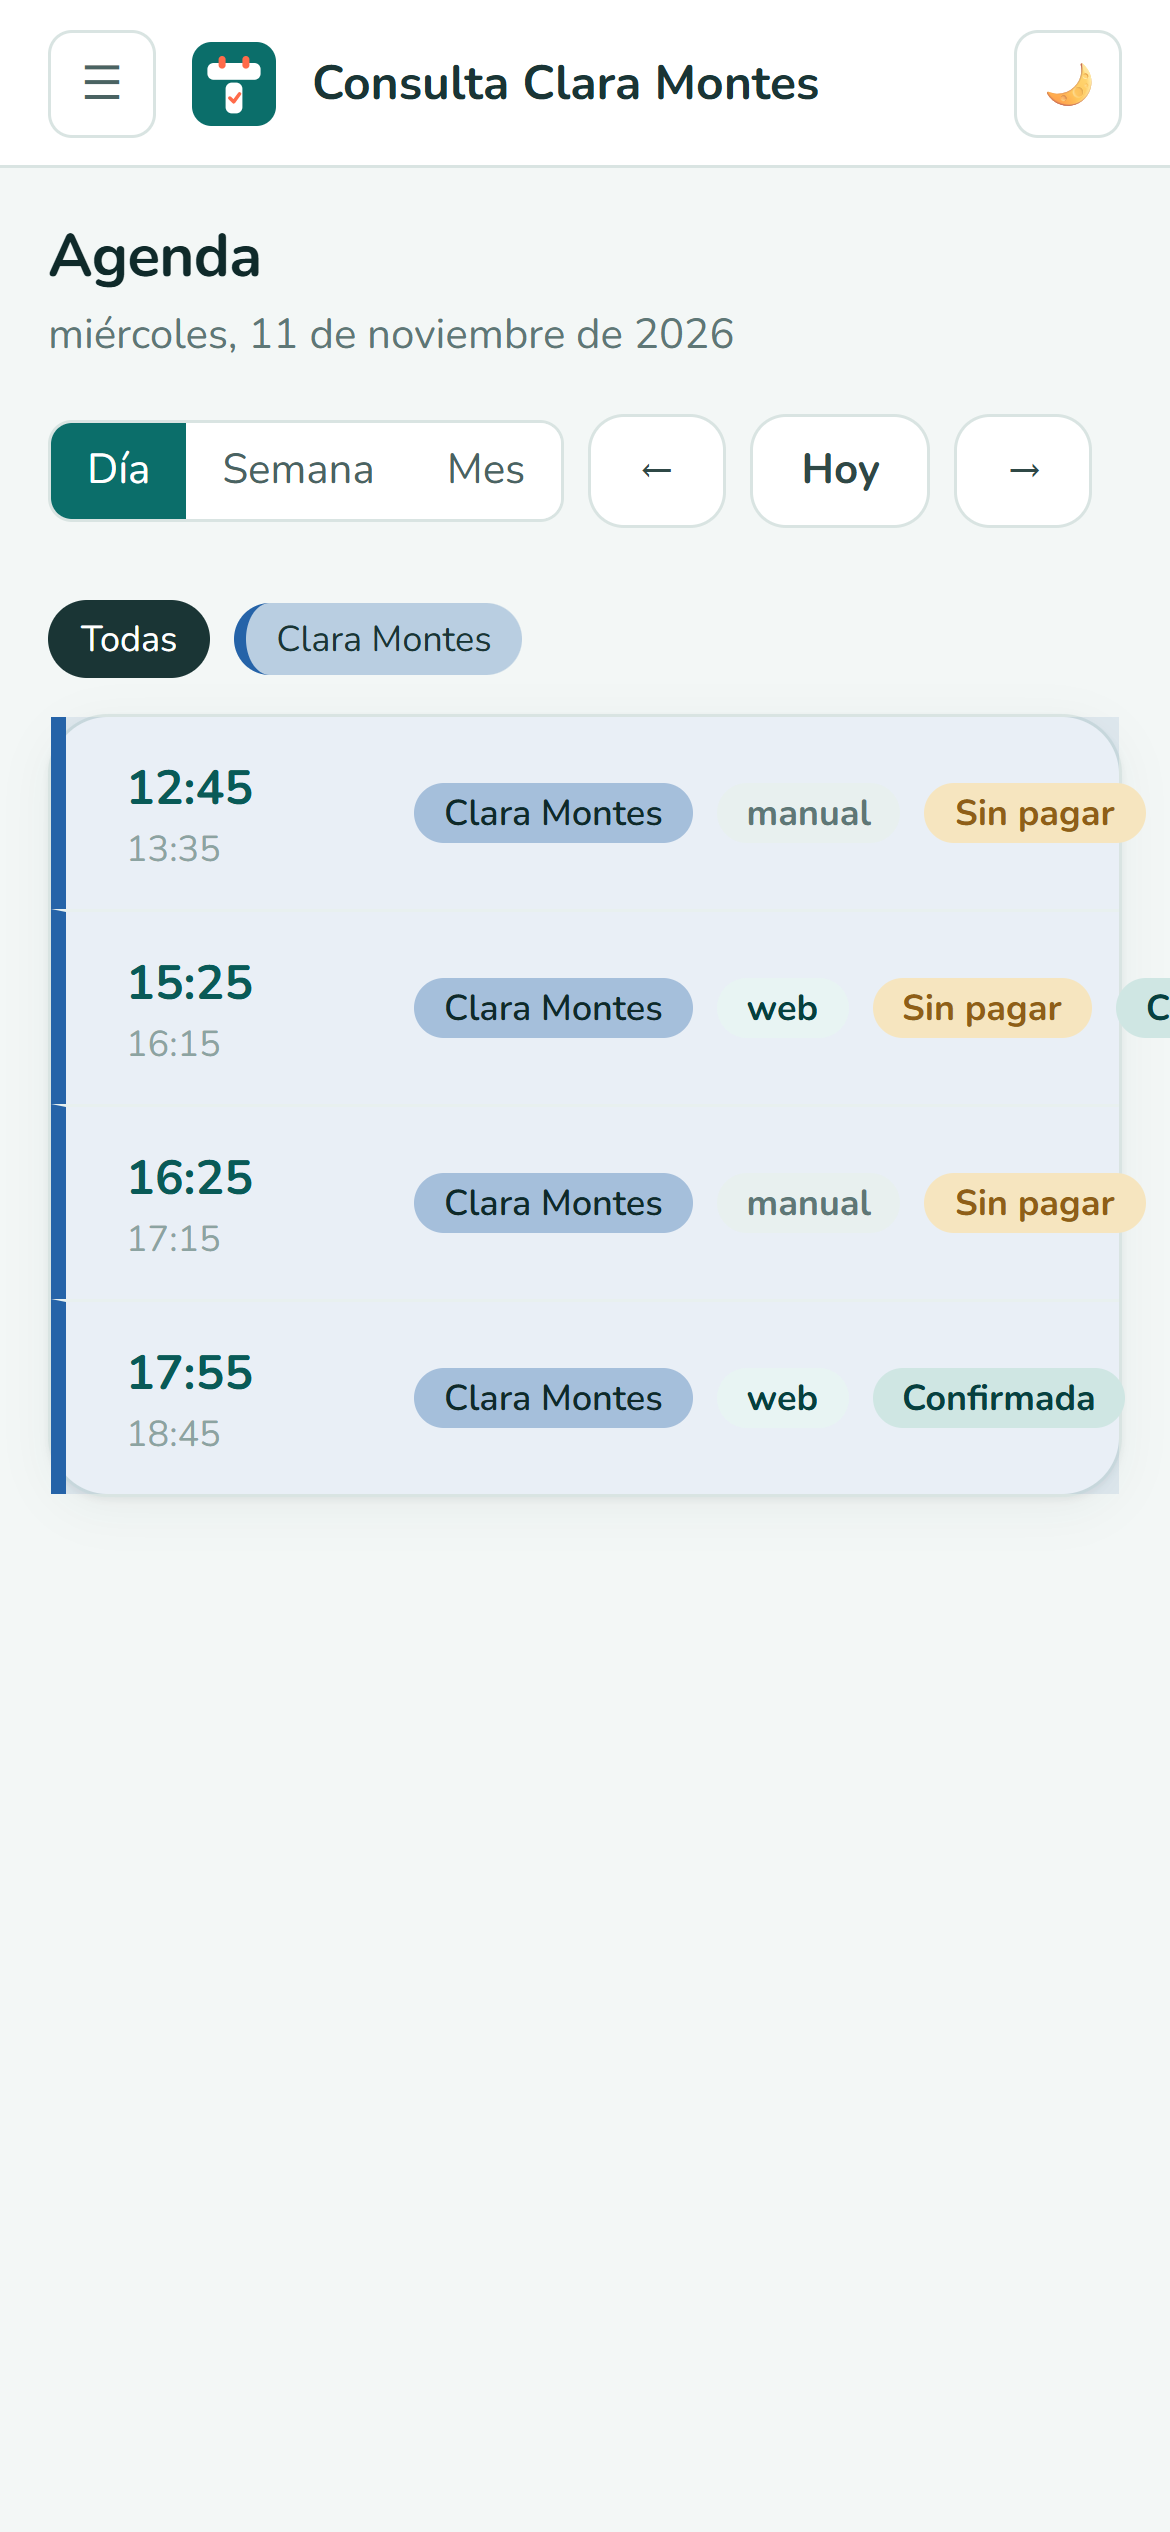 Consulta Clara Montes
Agenda
miércoles, 11 de noviembre de 2026
Día Semana Mes ← Hoy →
Todas Clara Montes
12:45
13:35
Clara Montes manual Sin pagar
15:25
16:15
Clara Montes web Sin pagar
16:25
17:15
Clara Montes manual Sin pagar
17:55
18:45
Clara Montes web Confirmada